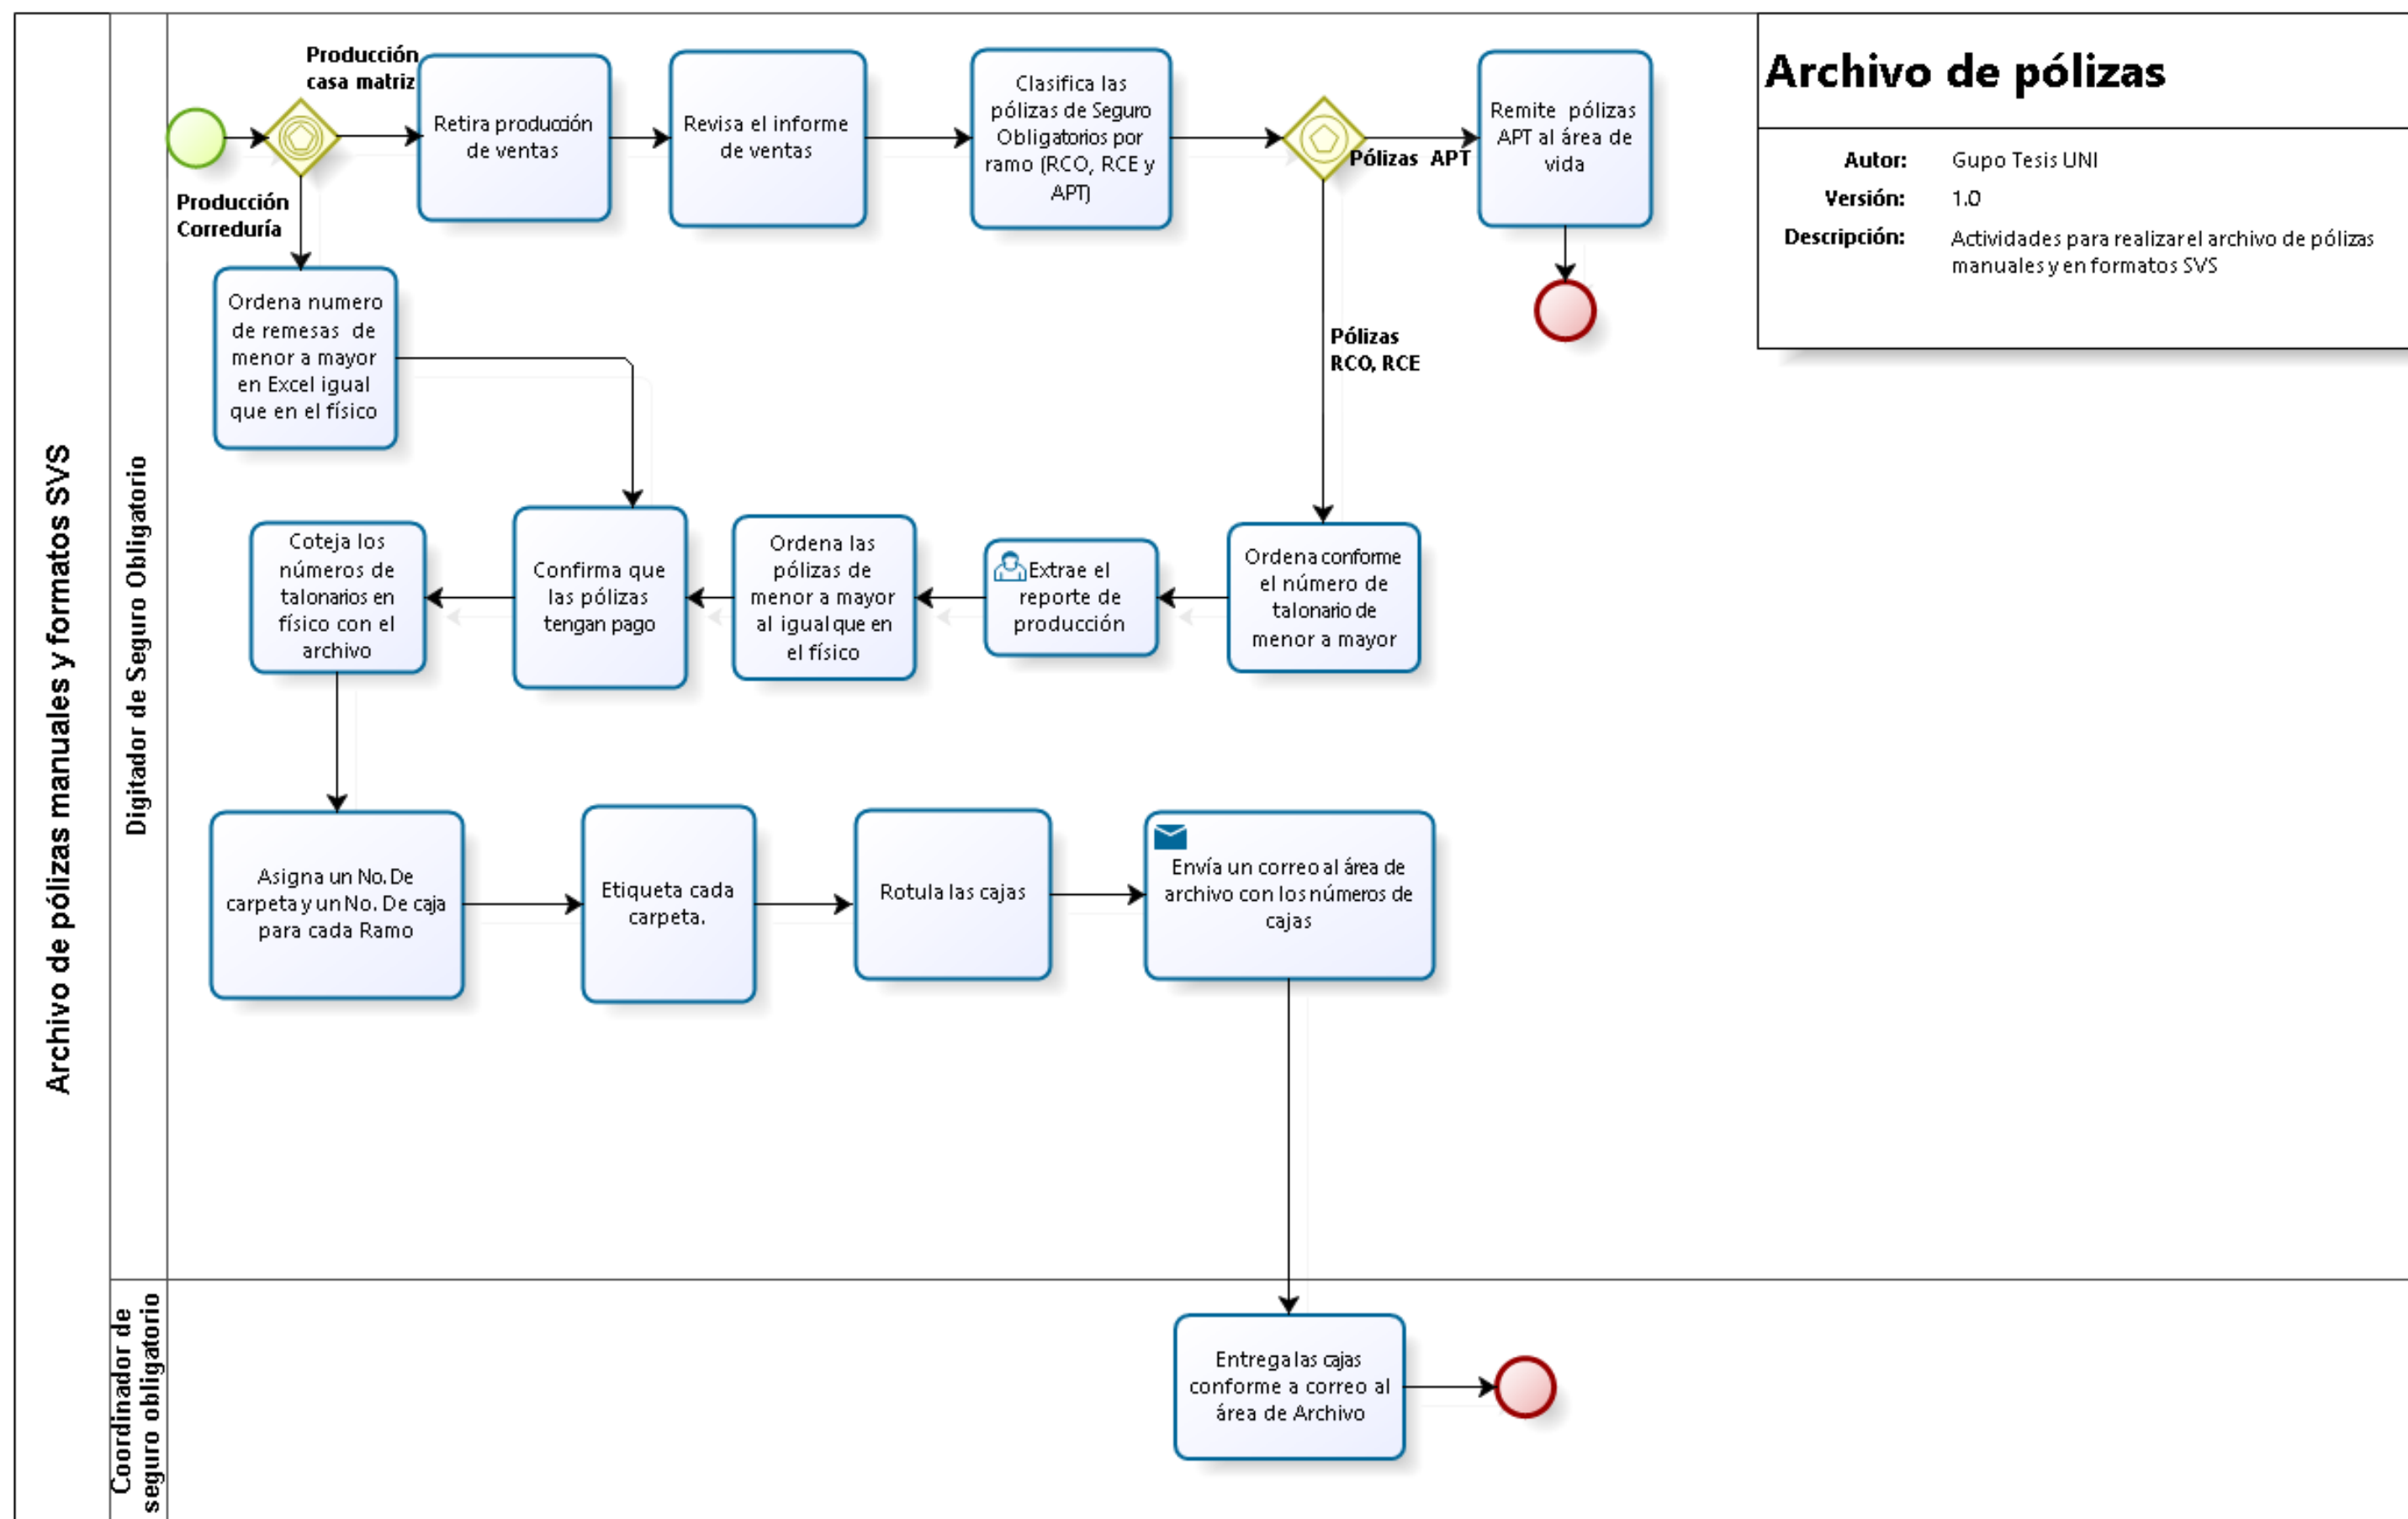 Archivo de pólizas manuales y formatos SVS
Digitador de Seguro Obligatorio
Producción
casa matriz
Retira producción
de ventas
Revisa el informe
de ventas
Clasifica las
pólizas de Seguro
Obligatorios por
ramo (RCO, RCE y
APT)
Pólizas APT
Remite pólizas
APT al área de
vida
Producción
Correduría
Ordena numero
de remesas de
menor a mayor
en Excel igual
que en el físico
Pólizas
RCO, RCE
Coteja los
números de
talonarios en
físico con el
archivo
Confirma que
las pólizas
tengan pago
Ordena las
pólizas de
menor a mayor
al igual que en
el físico
Extrae el
reporte de
producción
Ordena conforme
el número de
talonario de
menor a mayor
Asigna un No. De
carpeta y un No. De caja
para cada Ramo
Etiqueta cada
carpeta.
Rotula las cajas
Envía un correo al área de
archivo con los números de
cajas
Coordinador de
seguro obligatorio
Entrega las cajas
conforme a correo al
área de Archivo
Archivo de pólizas
Autor: Gupo Tesis UNI
Versión: 1.0
Descripción: Actividades para realizar el archivo de pólizas
manuales y en formatos SVS